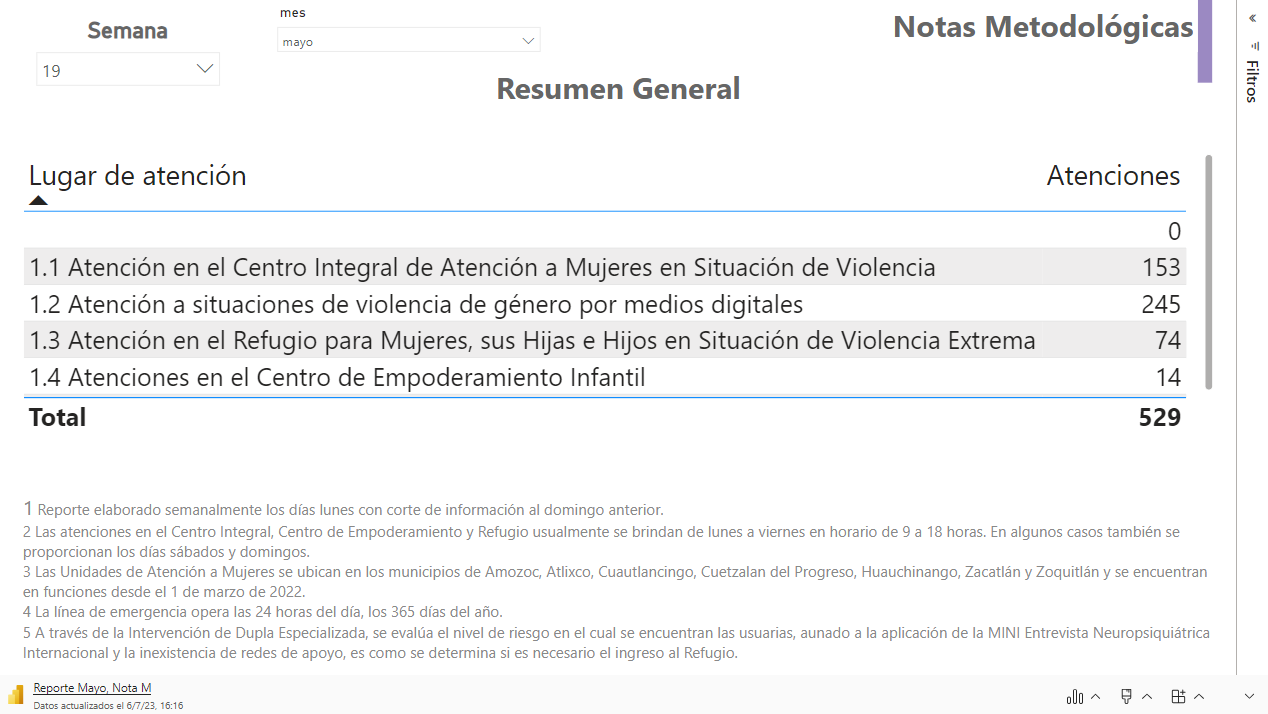 Semana
19
mes
mayo
Notas Metodológicas
Filtros
Resumen General
Lugar de atención Atenciones
0
1.1 Atención en el Centro Integral de Atención a Mujeres en Situación de Violencia 153
1.2 Atención a situaciones de violencia de género por medios digitales 245
1.3 Atención en el Refugio para Mujeres, sus Hijas e Hijos en Situación de Violencia Extrema 74
1.4 Atenciones en el Centro de Empoderamiento Infantil 14
Total 529
1 Reporte elaborado semanalmente los días lunes con corte de información al domingo anterior.
2 Las atenciones en el Centro Integral, Centro de Empoderamiento y Refugio usualmente se brindan de lunes a viernes en horario de 9 a 18 horas. En algunos casos también se
proporcionan los días sábados y domingos.
3 Las Unidades de Atención a Mujeres se ubican en los municipios de Amozoc, Atlixco, Cuautlancingo, Cuetzalan del Progreso, Huauchinango, Zacatlán y Zoquitlán y se encuentran
en funciones desde el 1 de marzo de 2022.
4 La línea de emergencia opera las 24 horas del día, los 365 días del año.
5 A través de la Intervención de Dupla Especializada, se evalúa el nivel de riesgo en el cual se encuentran las usuarias, aunado a la aplicación de la MINI Entrevista Neuropsiquiátrica
Internacional y la inexistencia de redes de apoyo, es como se determina si es necesario el ingreso al Refugio.
Reporte Mayo, Nota M
Datos actualizados el 6/7/23, 16:16